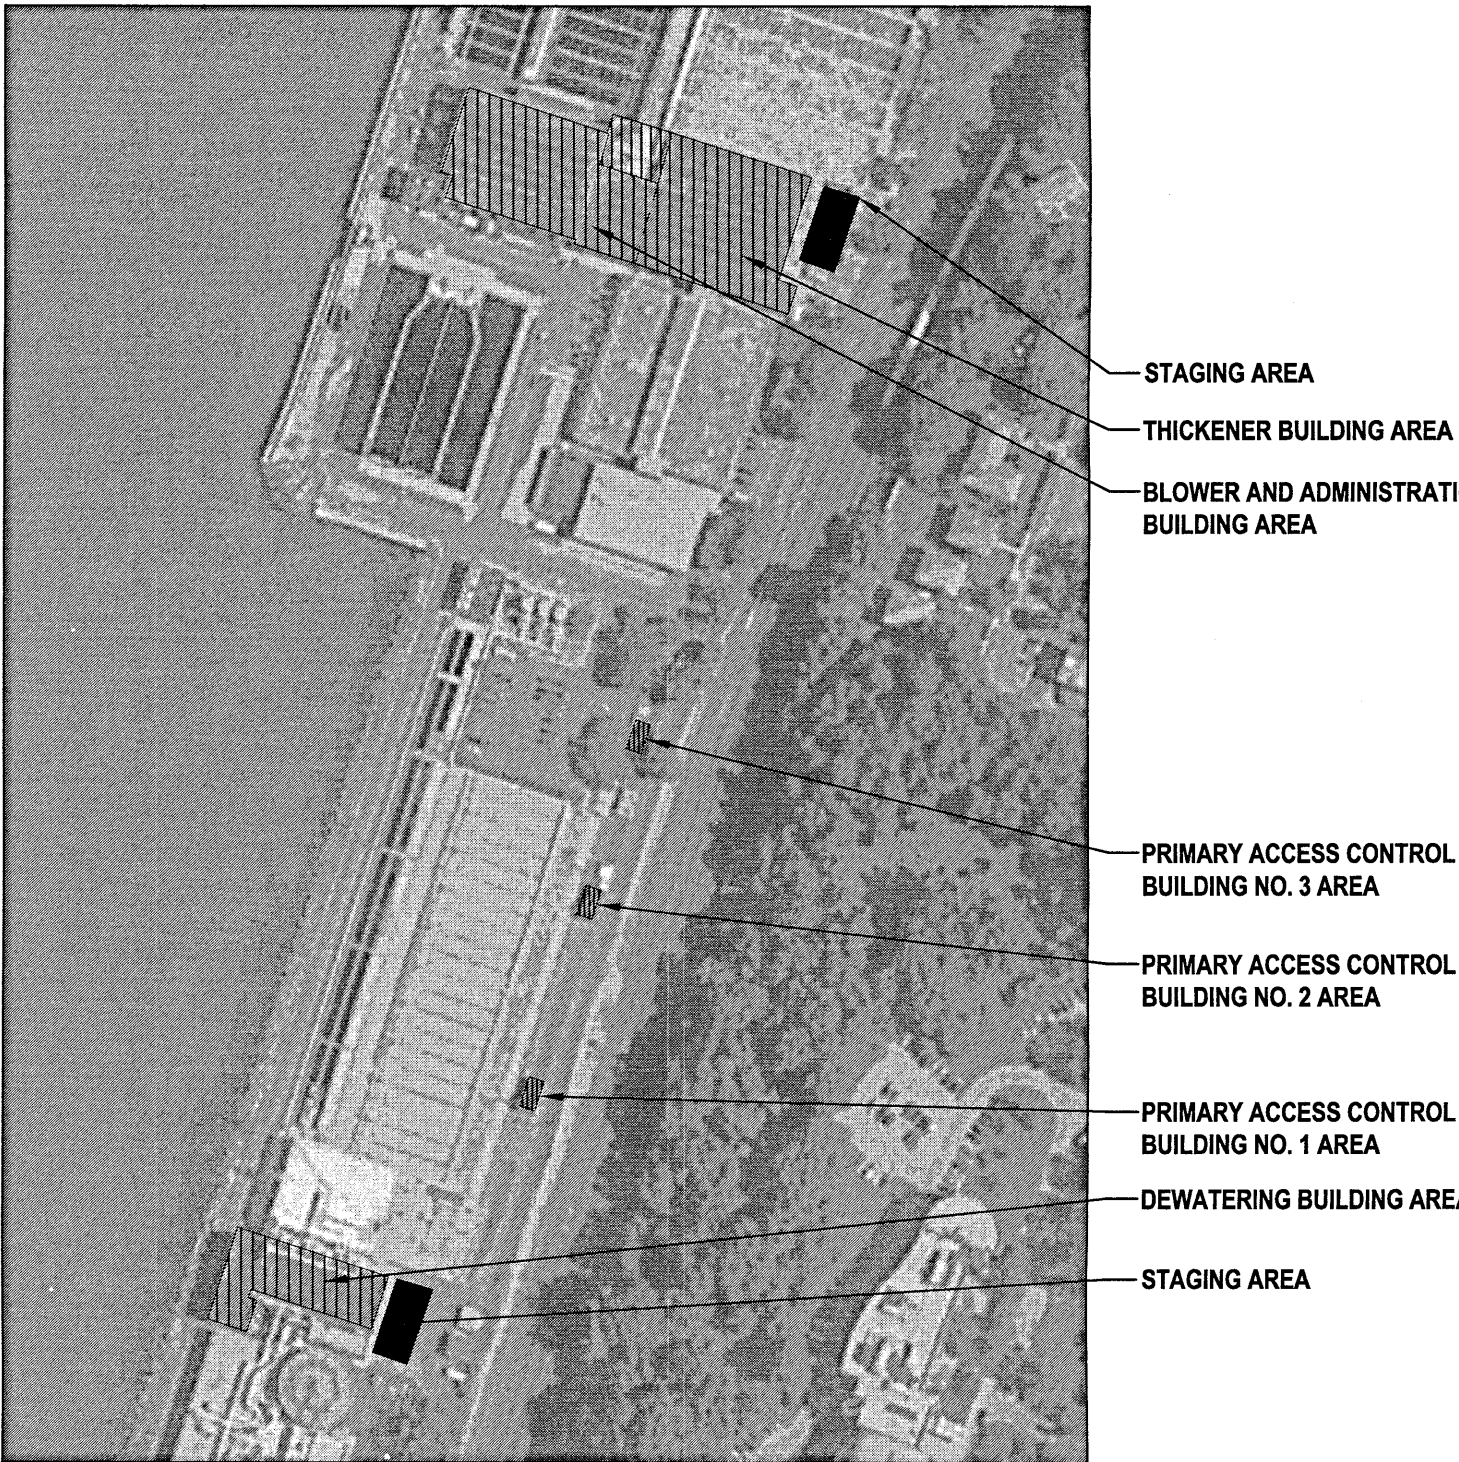 STAGING AREA
THICKENER BUILDING AREA
BLOWER AND ADMINISTRATI
BUILDING AREA
PRIMARY ACCESS CONTROL
BUILDING NO. 3 AREA
PRIMARY ACCESS CONTROL
BUILDING NO. 2 AREA
PRIMARY ACCESS CONTROL
BUILDING NO. 1 AREA
DEWATERING BUILDING AREA
STAGING AREA